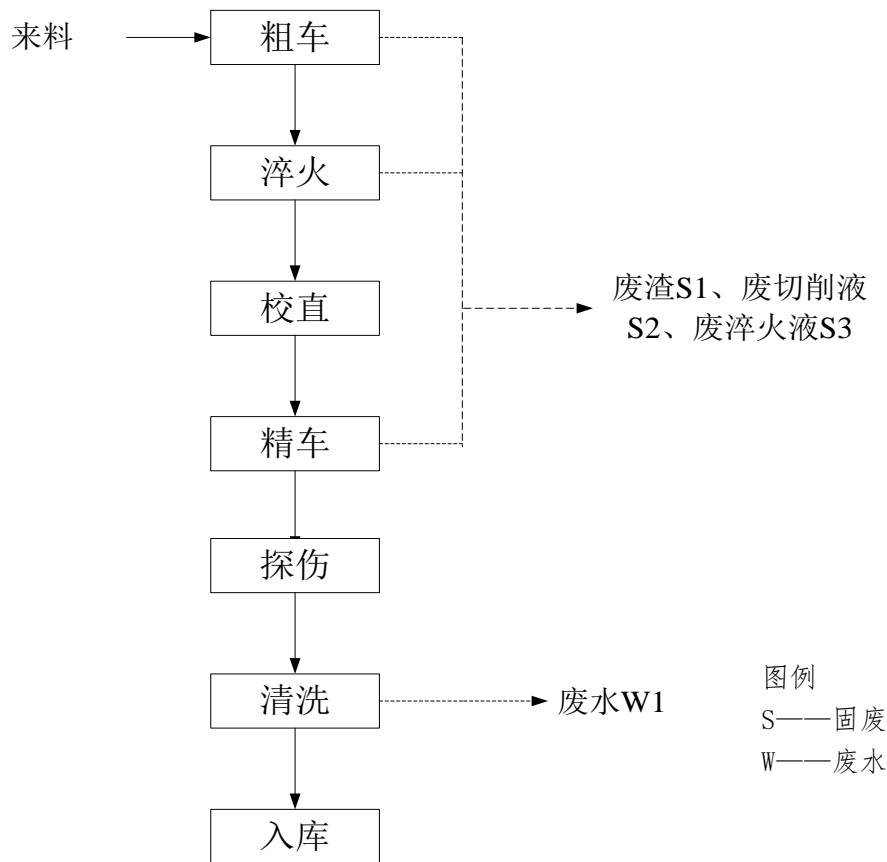 来料
粗车
淬火
校直
废渣S1、废切削液
S2、废淬火液S3
精车
探伤
清洗
废水W1
图例
S——固废
W——废水
入库